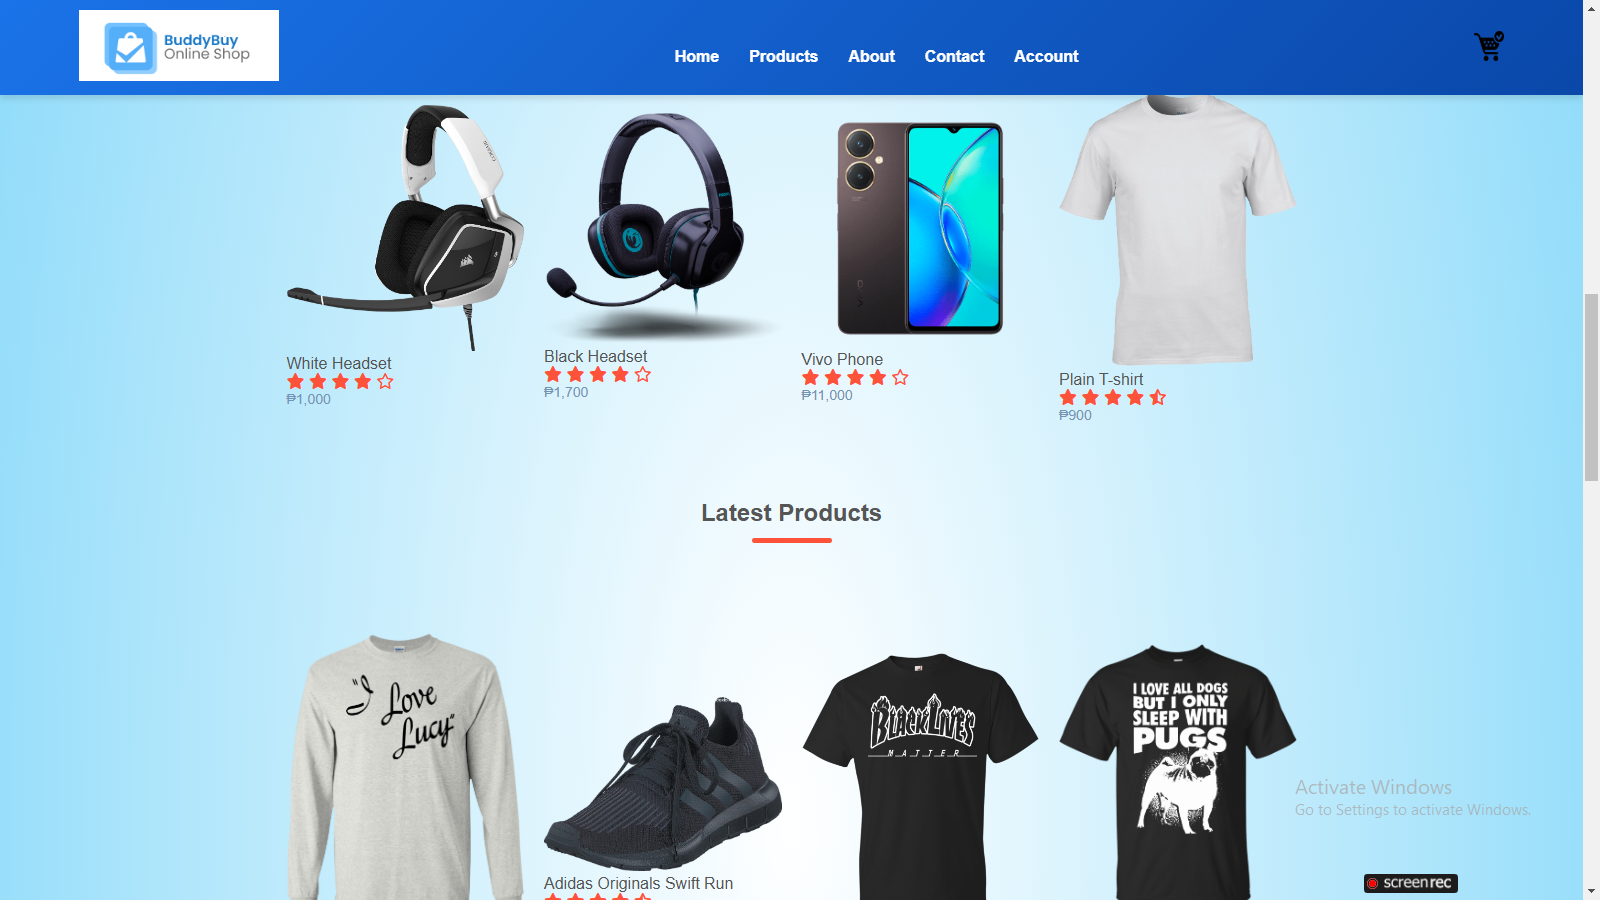 BuddyBuy
Online Shop
Home
Products
About
Contact
Account
White Headset
₱1,000
Black Headset
₱1,700
Vivo Phone
₱11,000
Plain T-shirt
₱900
Latest Products
"I Love
Lucy"
Adidas Originals Swift Run
BLACK LIVES
MATTER
I LOVE ALL DOGS
BUT I ONLY
SLEEP WITH
PUGS
Activate Windows
Go to Settings to activate Windows.
screenrec